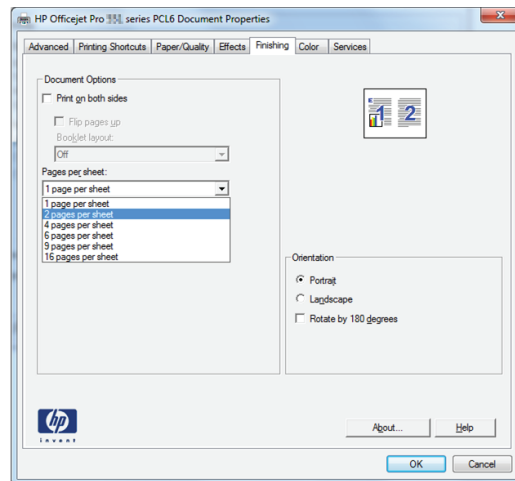 HP Officejet Pro series PCL6 Document Properties
Advanced Printing Shortcuts Paper/Quality Effects Finishing Color Services
Document Options
Print on both sides
Flip pages up
Booklet layout:
Off
Pages per sheet:
1 page per sheet
1 page per sheet
2 pages per sheet
4 pages per sheet
6 pages per sheet
9 pages per sheet
16 pages per sheet
1 2
Orientation
Portrait
Landscape
Rotate by 180 degrees
hp
invent
About...
Help
OK
Cancel